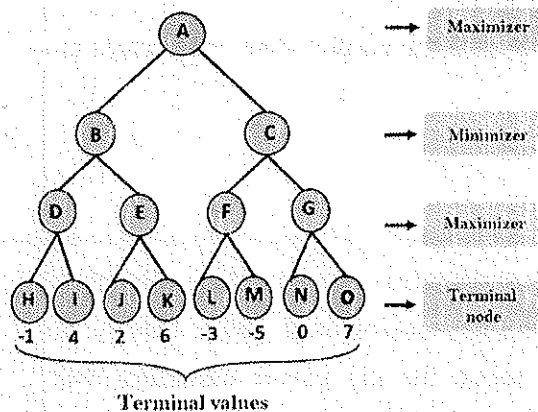 A
Maximizer
B
C
Minimizer
D
E
F
G
Maximizer
H I J K L M N O
Terminal
node
-1 4 2 6 -3 -5 0 7
Terminal values